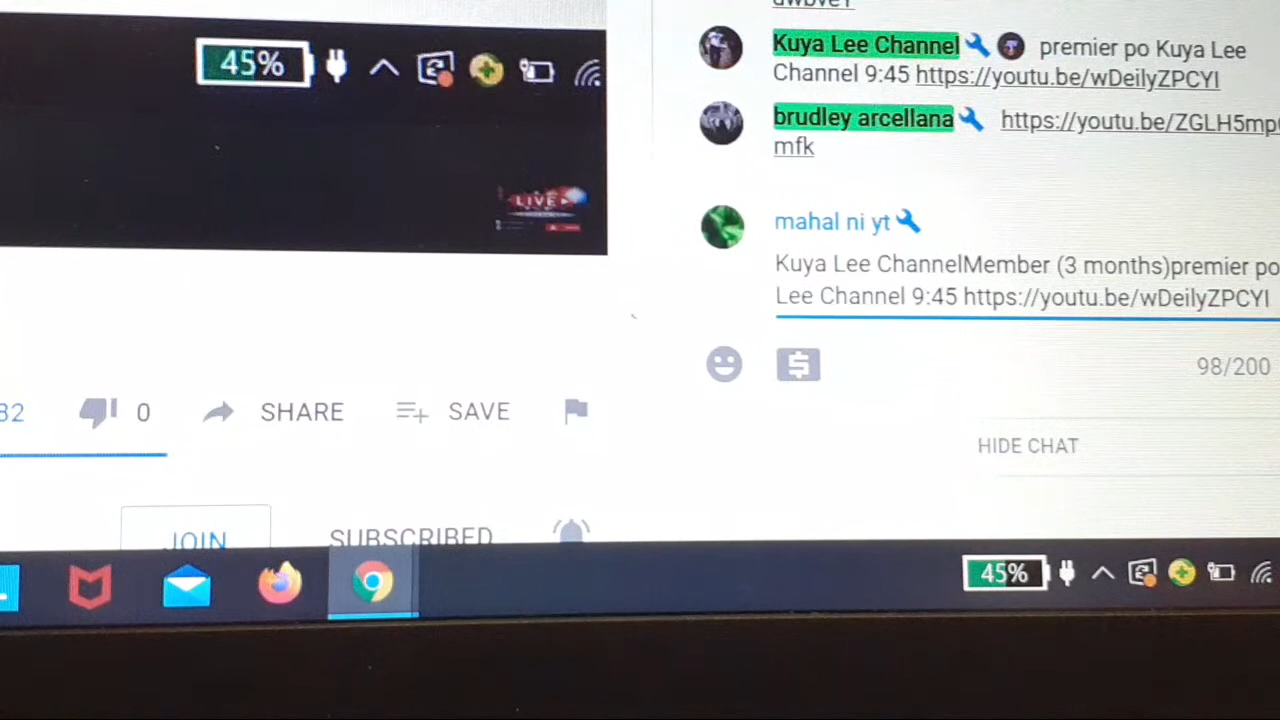 45%
LIVE
Kuya Lee Channel premier po Kuya Lee
Channel 9:45 https://youtu.be/wDeilyZPCYI
brudley arcellana https://youtu.be/ZGLH5mp
mfk
mahal ni yt
Kuya Lee ChannelMember (3 months)premier po
Lee Channel 9:45 https://youtu.be/wDeilyZPCYI
98/200
HIDE CHAT
82 0 SHARE SAVE
JOIN SUBSCRIBED
45%